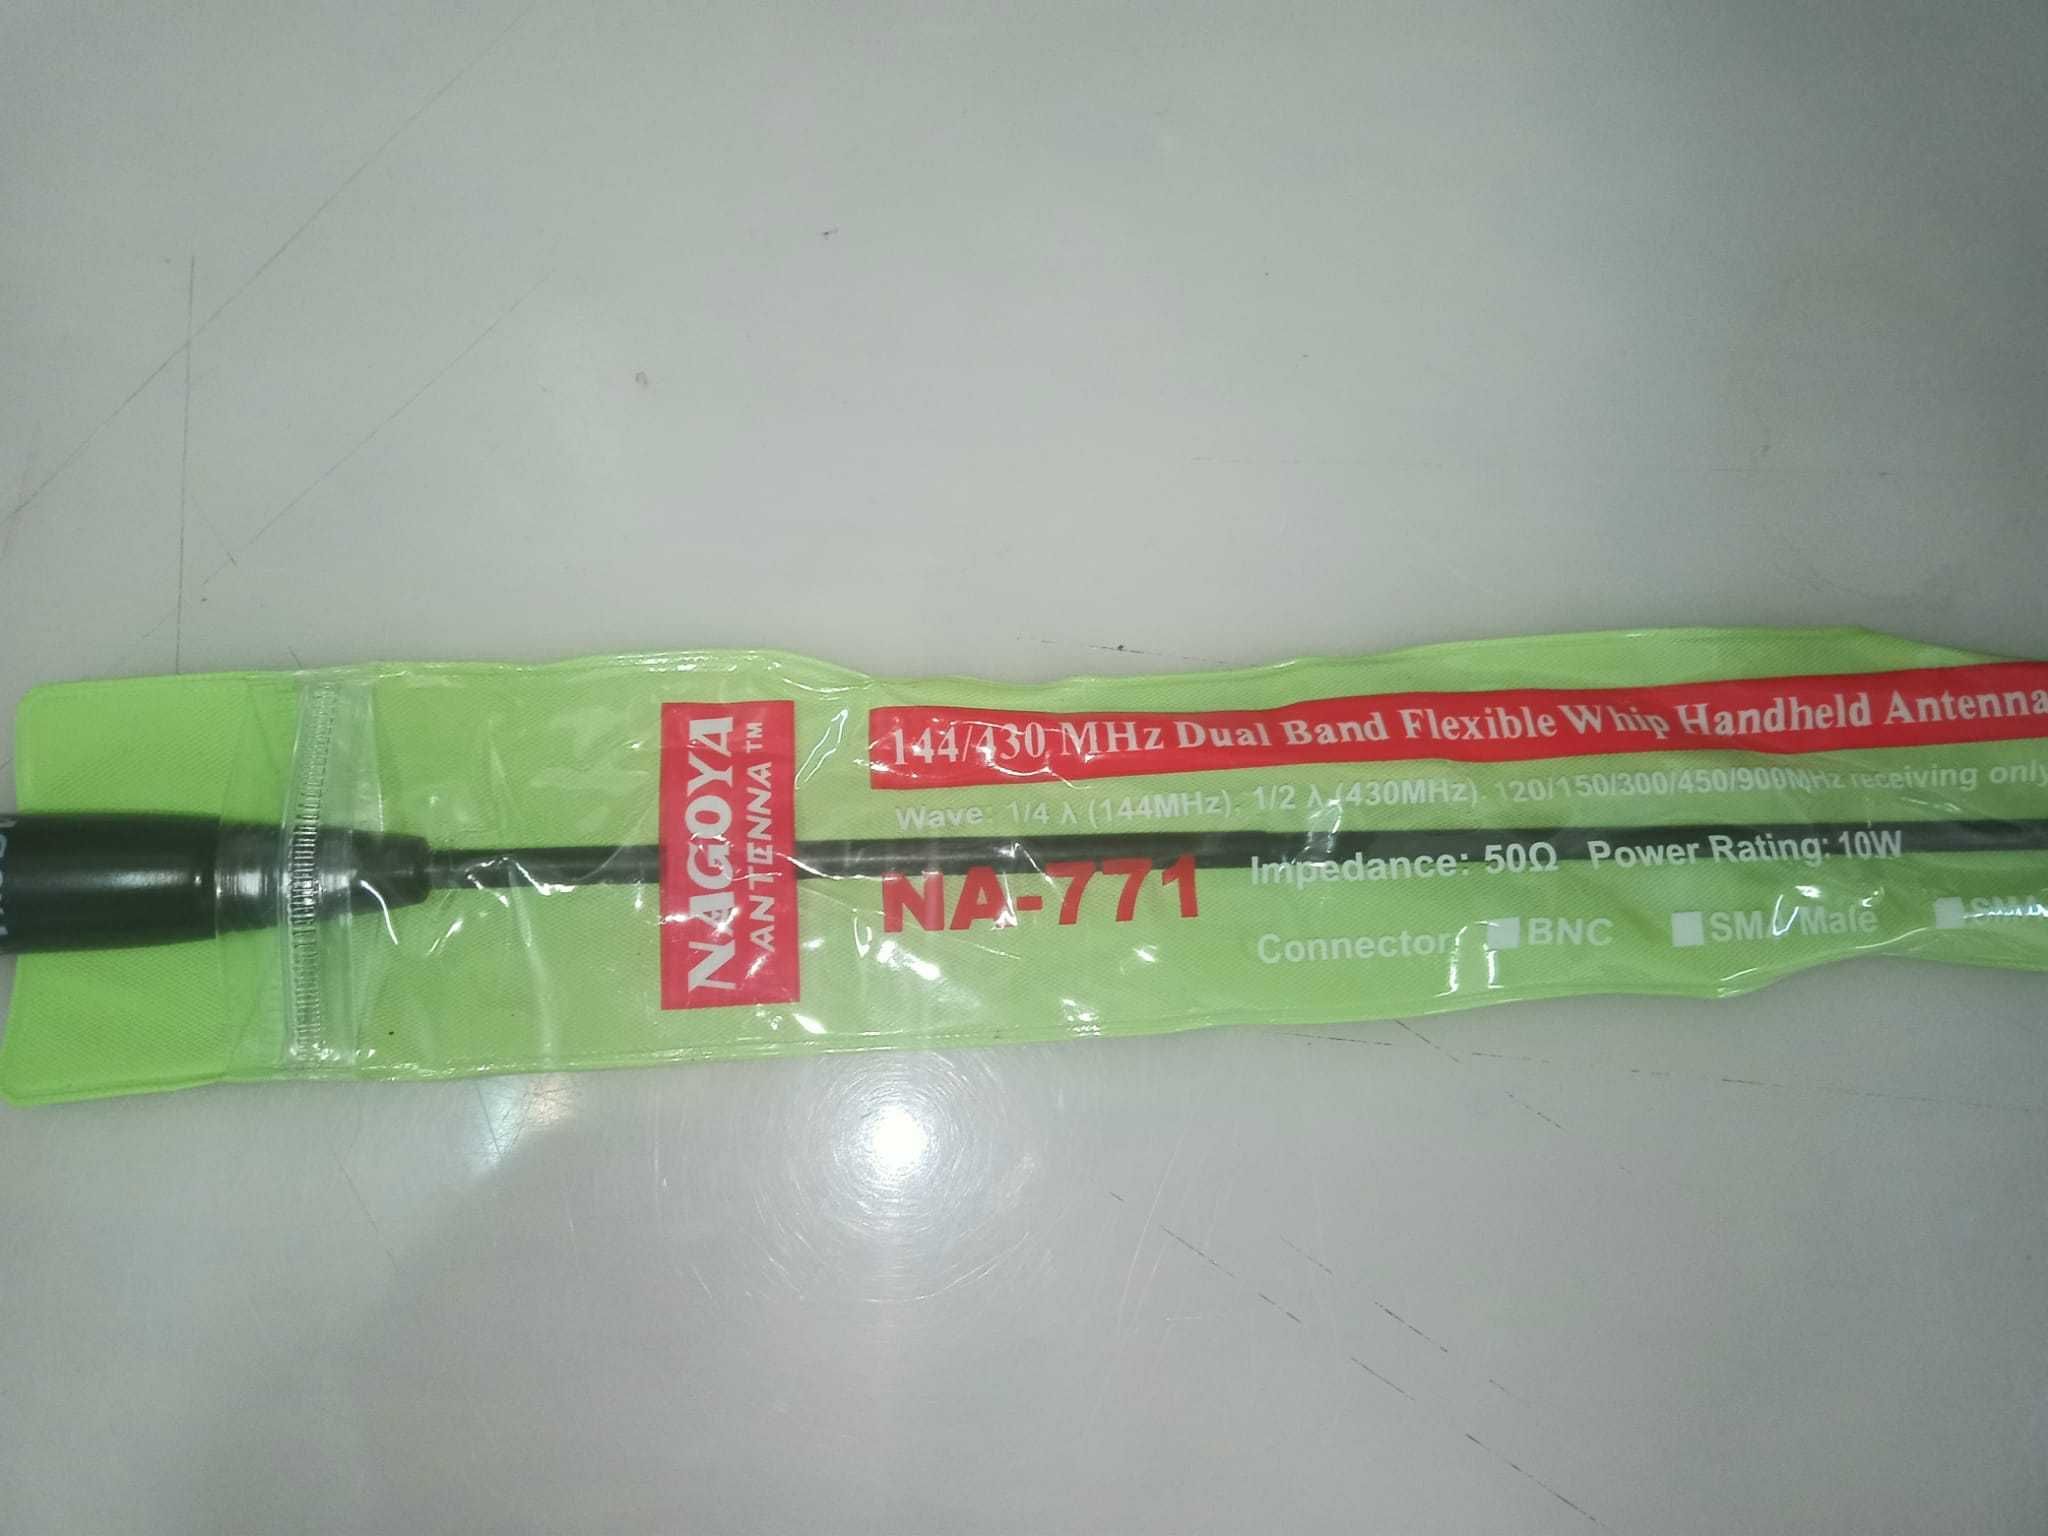 NAGOYA
ANTENNA™
144/430 MHz Dual Band Flexible Whip Handheld Antenna
Wave: 1/4 λ (144MHz), 1/2 λ (430MHz), 120/150/300/450/900MHz receiving only
NA-771
Impedance: 50Ω Power Rating: 10W
Connector: BNC SMA Male SMA